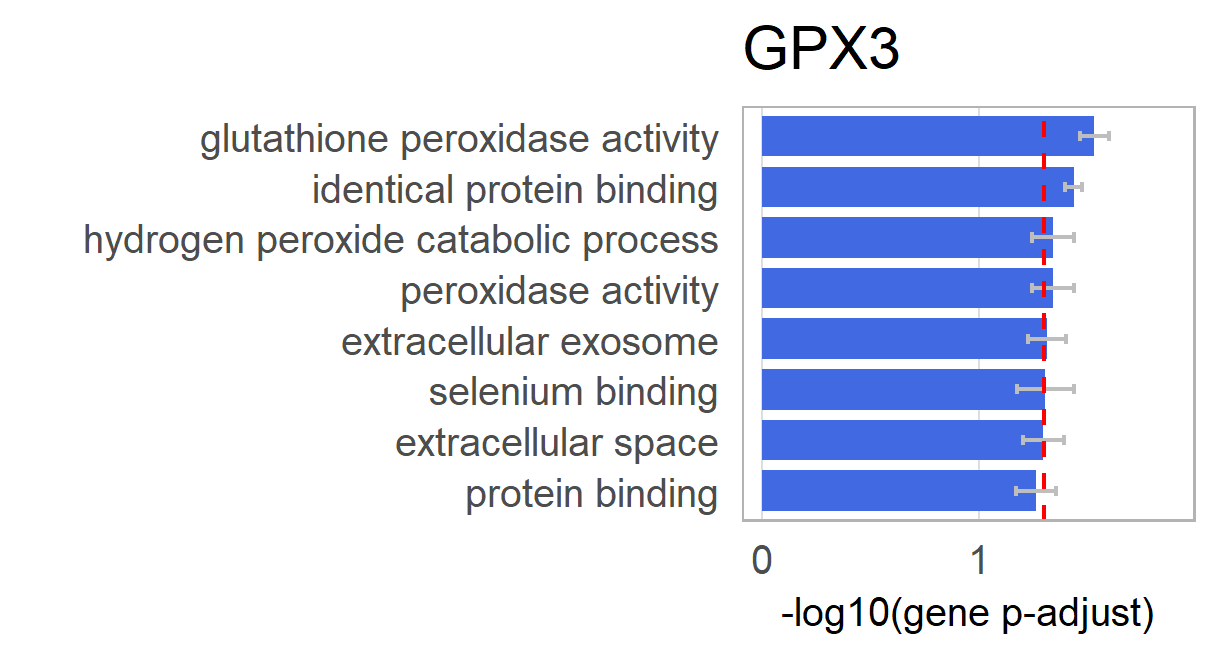 GPX3
glutathione peroxidase activity
identical protein binding
hydrogen peroxide catabolic process
peroxidase activity
extracellular exosome
selenium binding
extracellular space
protein binding
0 1
-log10(gene p-adjust)